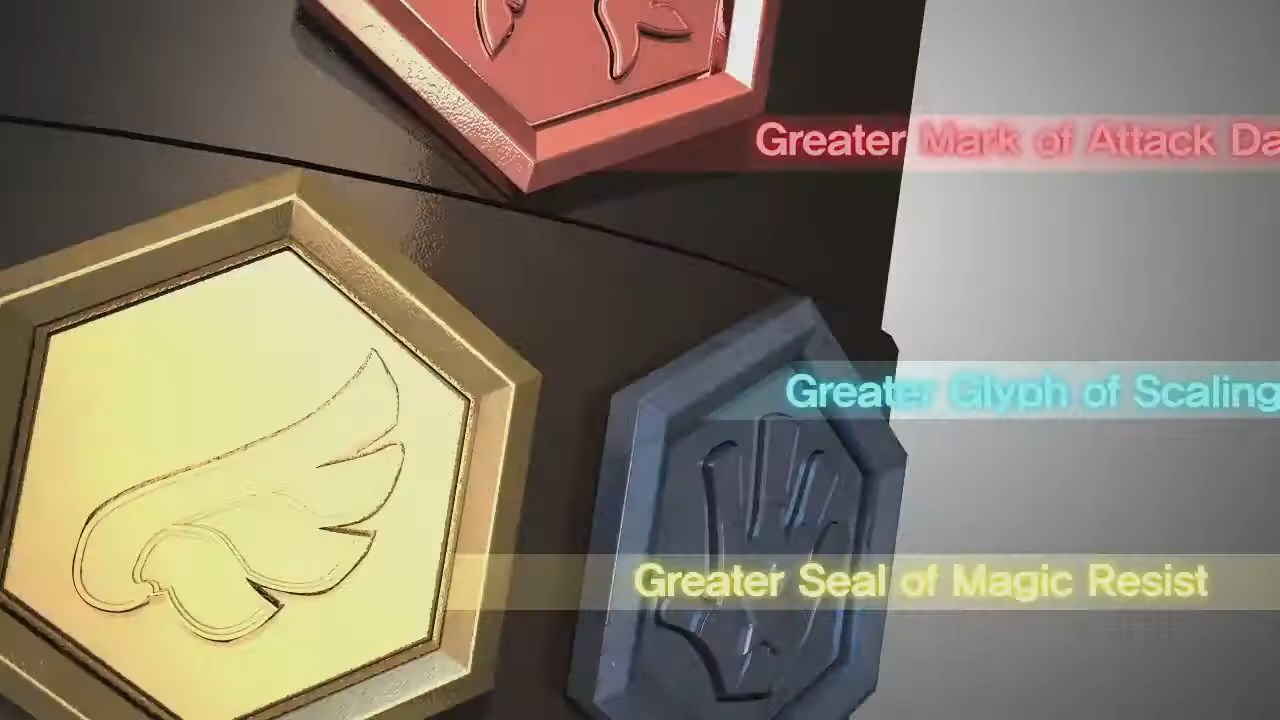 Greater Mark of Attack Da
Greater Glyph of Scaling
Greater Seal of Magic Resist